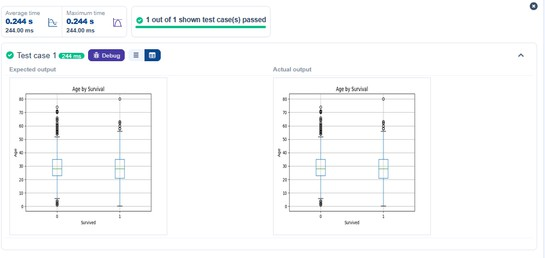 Average time
0.244 s
244.00 ms
Maximum time
0.244 s
244.00 ms
1 out of 1 shown test case(s) passed
Test case 1 244 ms Debug
Expected output
Actual output
Age by Survival
80
70
60
50
40
30
20
10
0
Age
0 1
Survived
Age by Survival
80
70
60
50
40
30
20
10
0
Age
0 1
Survived